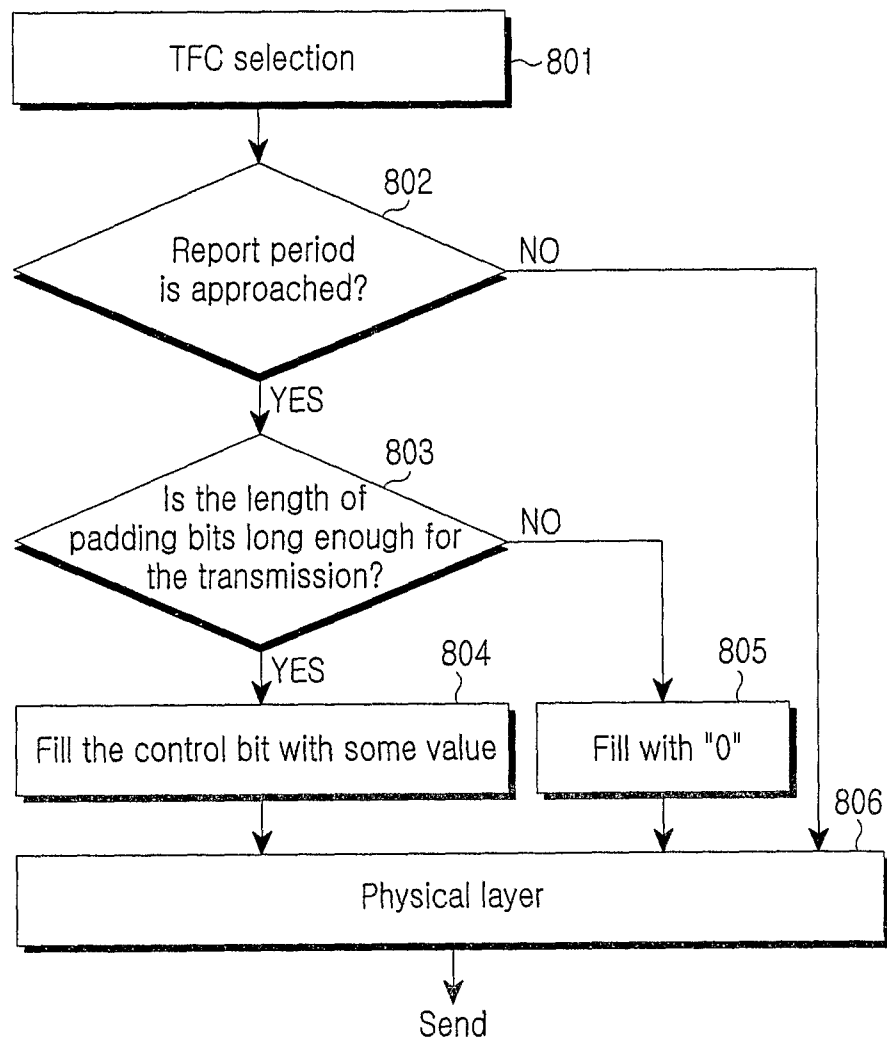 TFC selection
801
802
Report period
is approached?
NO
YES
803
Is the length of
padding bits long enough for
the transmission?
NO
YES
804
Fill the control bit with some value
805
Fill with "0"
806
Physical layer
Send